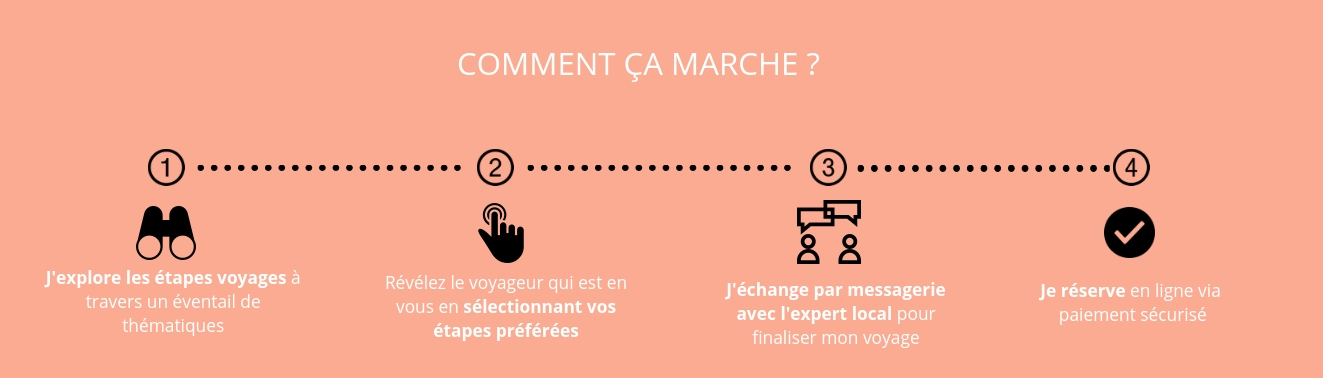 COMMENT ÇA MARCHE ?
1
2
3
4
J'explore les étapes voyages à
travers un éventail de
thématiques
Révélez le voyageur qui est en
vous en sélectionnant vos
étapes préférées
J'échange par messagerie
avec l'expert local pour
finaliser mon voyage
Je réserve en ligne via
paiement sécurisé